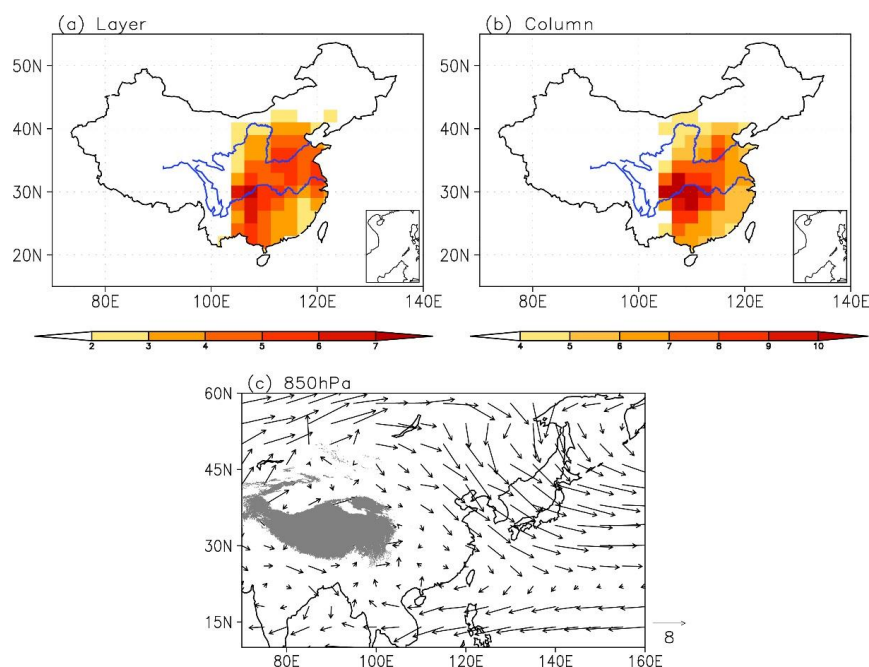 (a) Layer
(b) Column
50N
40N
30N
20N
80E 100E 120E 140E
50N
40N
30N
20N
80E 100E 120E 140E
2 3 4 5 6 7
4 5 6 7 8 9 10
(c) 850hPa
60N
45N
30N
15N
80E 100E 120E 140E 160E
8